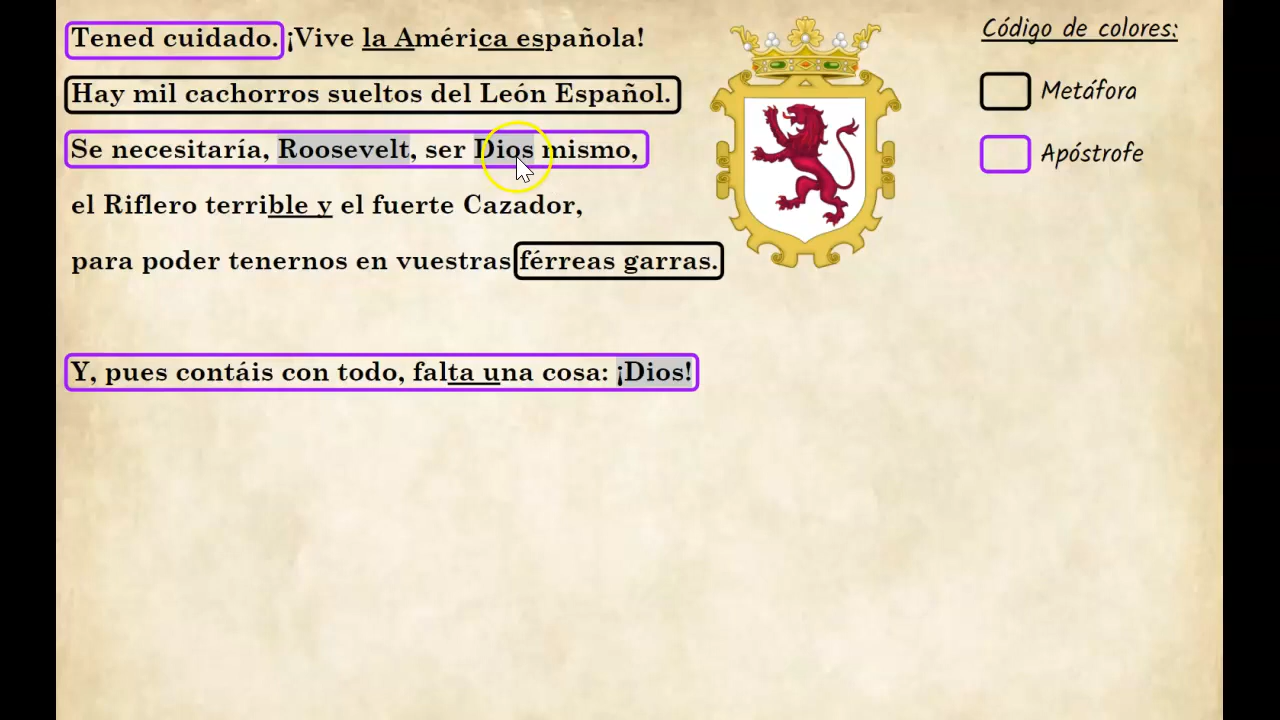 Tened cuidado. ¡Vive la América española!
Hay mil cachorros sueltos del León Español.
Se necesitaría, Roosevelt, ser Dios mismo,
el Riflero terrible y el fuerte Cazador,
para poder tenernos en vuestras férreas garras.
Y, pues contáis con todo, falta una cosa: ¡Dios!
Código de colores:
Metáfora
Apóstrofe